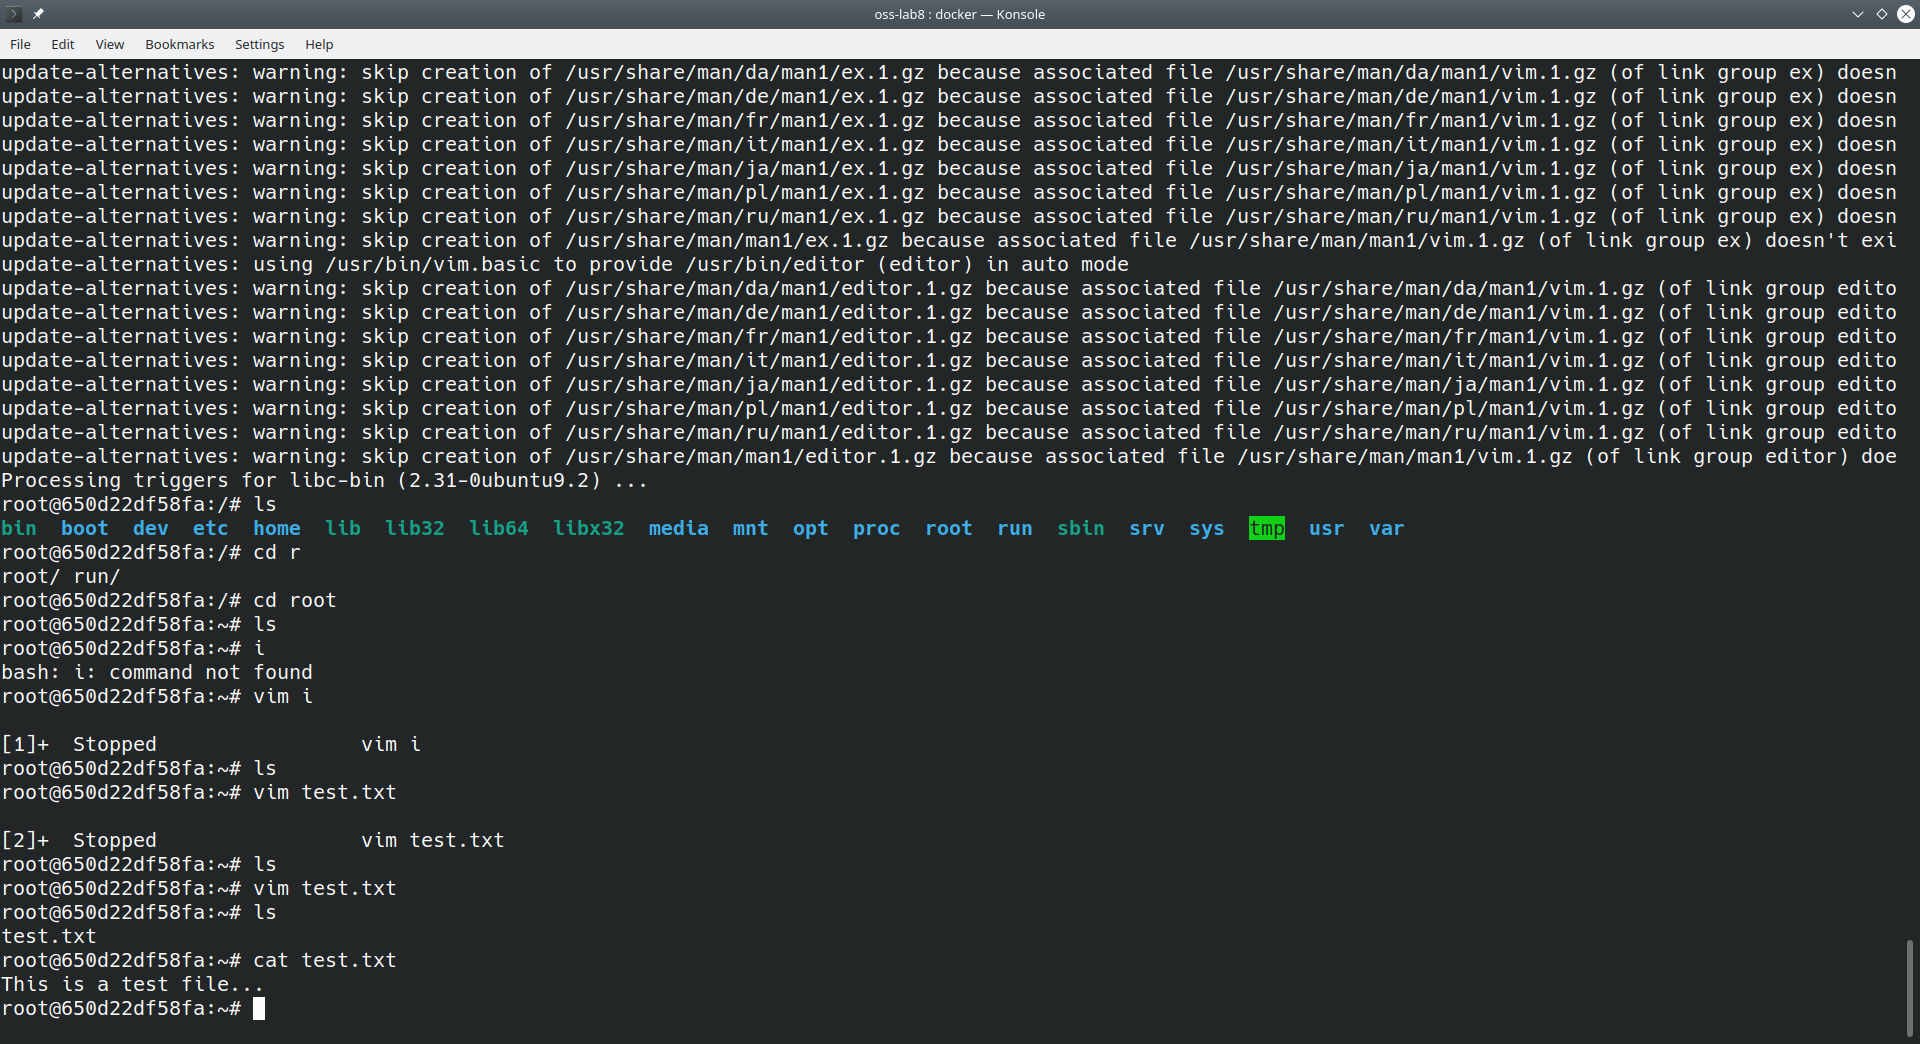 oss-lab8 : docker — Konsole
File Edit View Bookmarks Settings Help
update-alternatives: warning: skip creation of /usr/share/man/da/man1/ex.1.gz because associated file /usr/share/man/da/man1/vim.1.gz (of link group ex) doesn
update-alternatives: warning: skip creation of /usr/share/man/de/man1/ex.1.gz because associated file /usr/share/man/de/man1/vim.1.gz (of link group ex) doesn
update-alternatives: warning: skip creation of /usr/share/man/fr/man1/ex.1.gz because associated file /usr/share/man/fr/man1/vim.1.gz (of link group ex) doesn
update-alternatives: warning: skip creation of /usr/share/man/it/man1/ex.1.gz because associated file /usr/share/man/it/man1/vim.1.gz (of link group ex) doesn
update-alternatives: warning: skip creation of /usr/share/man/ja/man1/ex.1.gz because associated file /usr/share/man/ja/man1/vim.1.gz (of link group ex) doesn
update-alternatives: warning: skip creation of /usr/share/man/pl/man1/ex.1.gz because associated file /usr/share/man/pl/man1/vim.1.gz (of link group ex) doesn
update-alternatives: warning: skip creation of /usr/share/man/ru/man1/ex.1.gz because associated file /usr/share/man/ru/man1/vim.1.gz (of link group ex) doesn
update-alternatives: warning: skip creation of /usr/share/man/man1/ex.1.gz because associated file /usr/share/man/man1/vim.1.gz (of link group ex) doesn't exi
update-alternatives: using /usr/bin/vim.basic to provide /usr/bin/editor (editor) in auto mode
update-alternatives: warning: skip creation of /usr/share/man/da/man1/editor.1.gz because associated file /usr/share/man/da/man1/vim.1.gz (of link group edito
update-alternatives: warning: skip creation of /usr/share/man/de/man1/editor.1.gz because associated file /usr/share/man/de/man1/vim.1.gz (of link group edito
update-alternatives: warning: skip creation of /usr/share/man/fr/man1/editor.1.gz because associated file /usr/share/man/fr/man1/vim.1.gz (of link group edito
update-alternatives: warning: skip creation of /usr/share/man/it/man1/editor.1.gz because associated file /usr/share/man/it/man1/vim.1.gz (of link group edito
update-alternatives: warning: skip creation of /usr/share/man/ja/man1/editor.1.gz because associated file /usr/share/man/ja/man1/vim.1.gz (of link group edito
update-alternatives: warning: skip creation of /usr/share/man/pl/man1/editor.1.gz because associated file /usr/share/man/pl/man1/vim.1.gz (of link group edito
update-alternatives: warning: skip creation of /usr/share/man/ru/man1/editor.1.gz because associated file /usr/share/man/ru/man1/vim.1.gz (of link group edito
update-alternatives: warning: skip creation of /usr/share/man/man1/editor.1.gz because associated file /usr/share/man/man1/vim.1.gz (of link group editor) doe
Processing triggers for libc-bin (2.31-0ubuntu9.2) ...
root@650d22df58fa:/# ls
bin boot dev etc home lib lib32 lib64 libx32 media mnt opt proc root run sbin srv sys tmp usr var
root@650d22df58fa:/# cd r
root/ run/
root@650d22df58fa:/# cd root
root@650d22df58fa:~# ls
root@650d22df58fa:~# i
bash: i: command not found
root@650d22df58fa:~# vim i
[1]+  Stopped                 vim i
root@650d22df58fa:~# ls
root@650d22df58fa:~# vim test.txt
[2]+  Stopped                 vim test.txt
root@650d22df58fa:~# ls
root@650d22df58fa:~# vim test.txt
root@650d22df58fa:~# ls
test.txt
root@650d22df58fa:~# cat test.txt
This is a test file...
root@650d22df58fa:~#